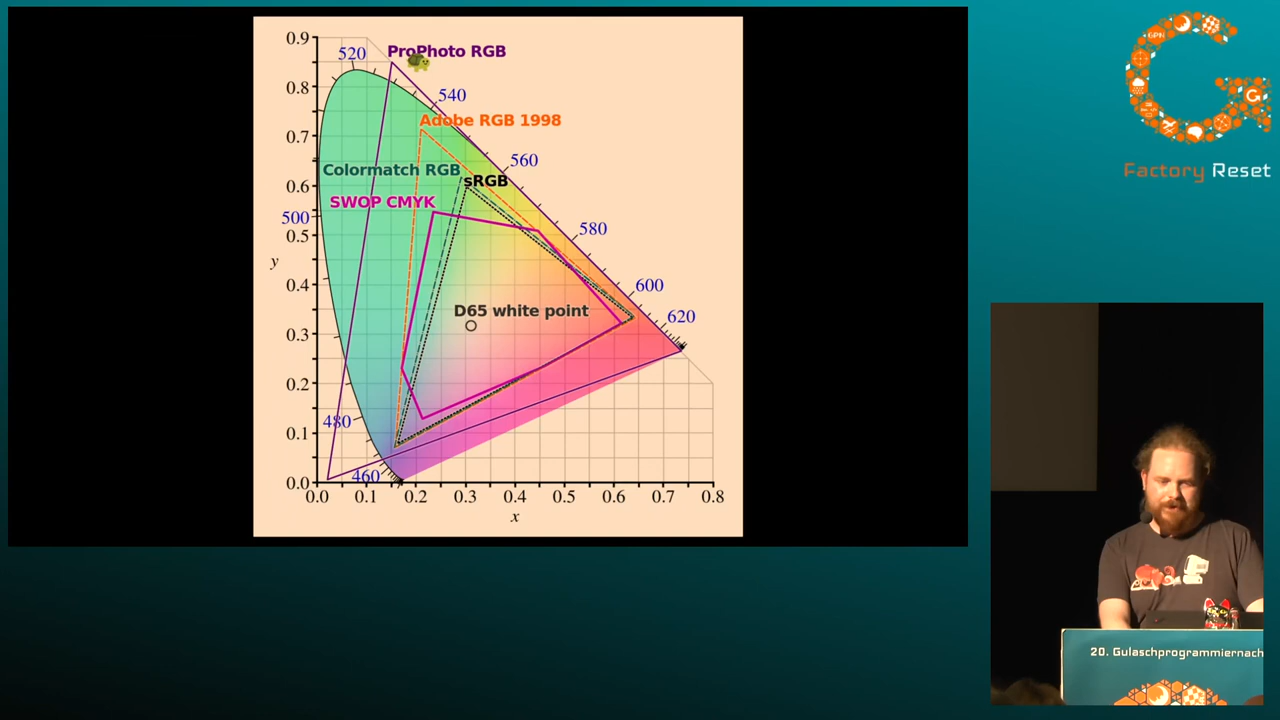 ProPhoto RGB
Adobe RGB 1998
Colormatch RGB
sRGB
SWOP CMYK
D65 white point
520
540
560
580
600
620
500
480
460
0.9
0.8
0.7
0.6
0.5
0.4
0.3
0.2
0.1
0.0
y
0.0 0.1 0.2 0.3 0.4 0.5 0.6 0.7 0.8
x
GPN
G
Factory Reset
20. Gulaschprogrammiernach